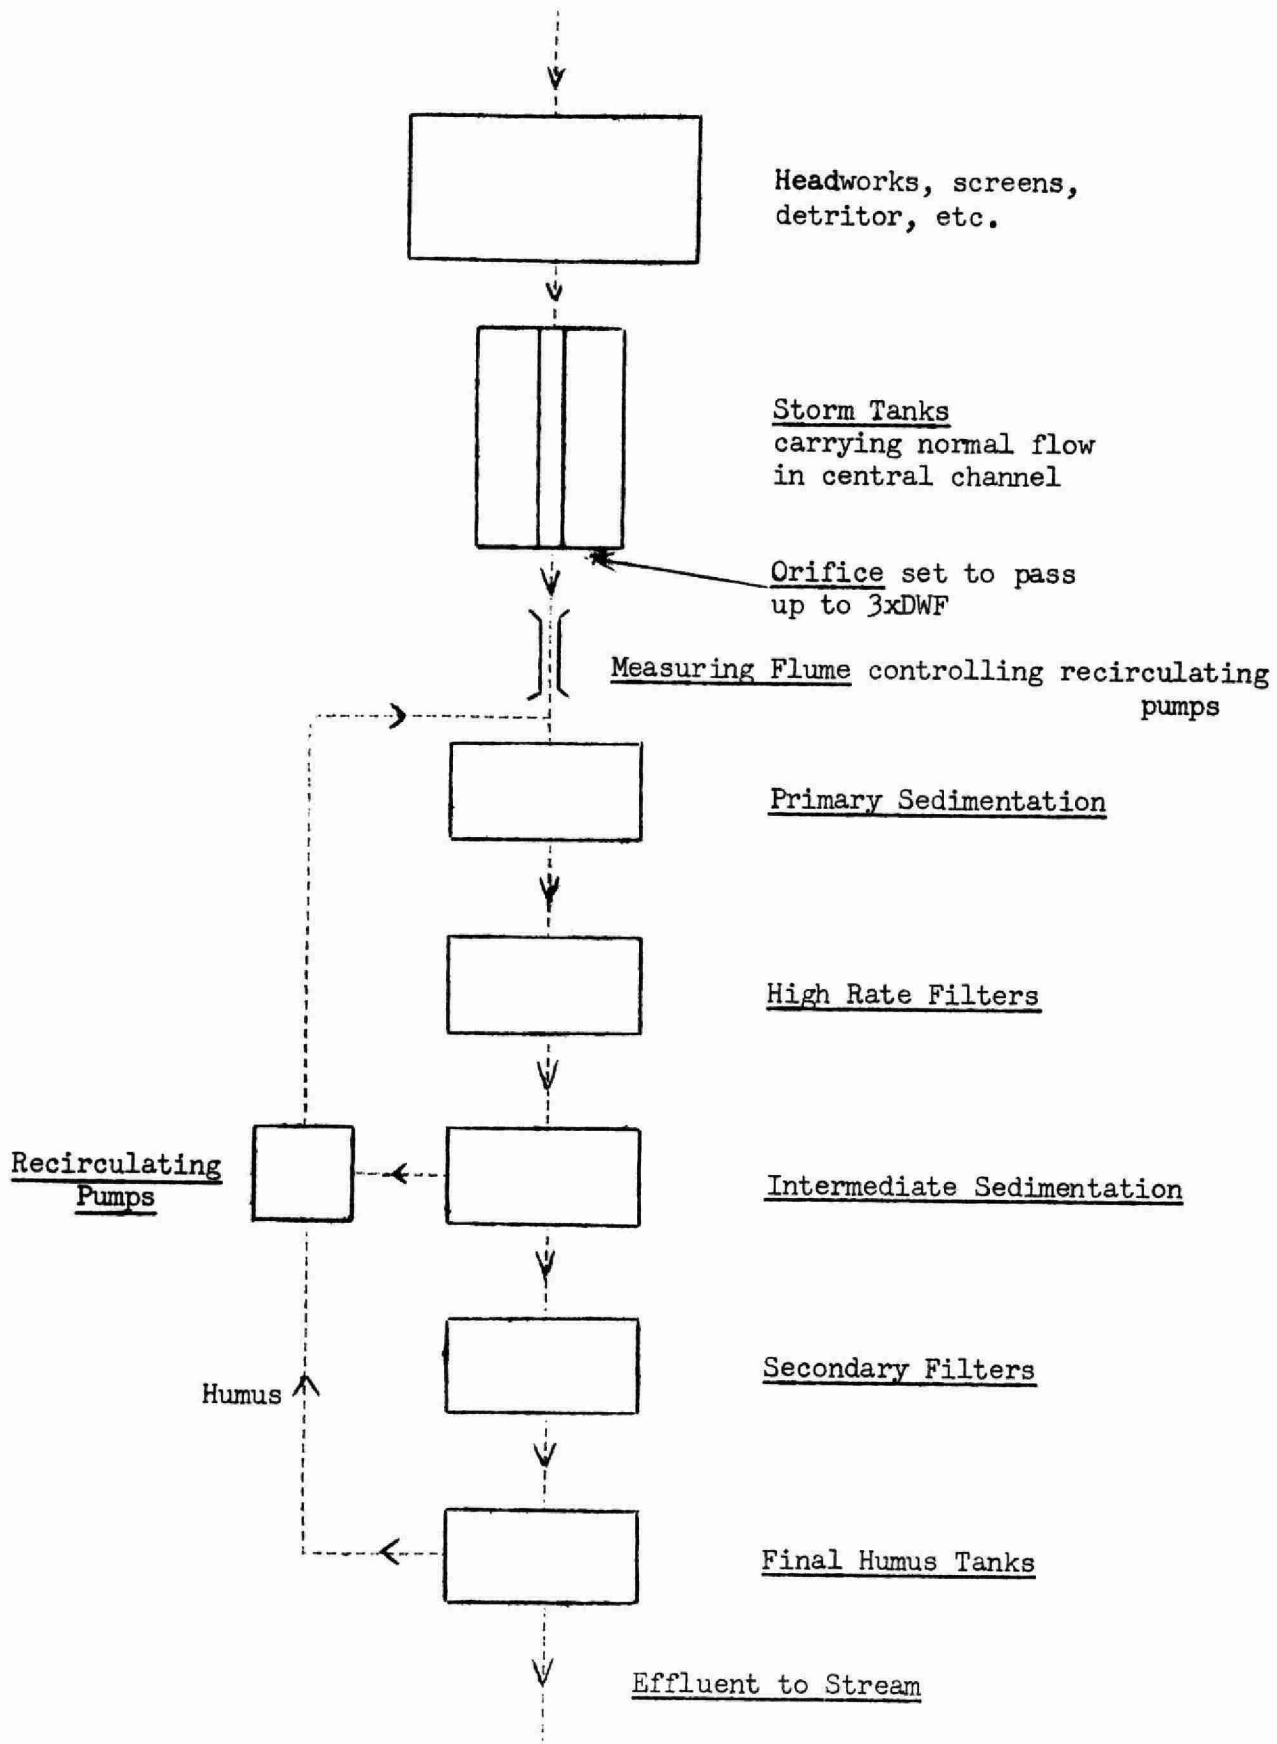 Headworks, screens,
detritor, etc.
Storm Tanks
carrying normal flow
in central channel
Orifice set to pass
up to 3xDWF
Measuring Flume controlling recirculating
pumps
Primary Sedimentation
High Rate Filters
Recirculating
Pumps
Intermediate Sedimentation
Secondary Filters
Humus
Final Humus Tanks
Effluent to Stream